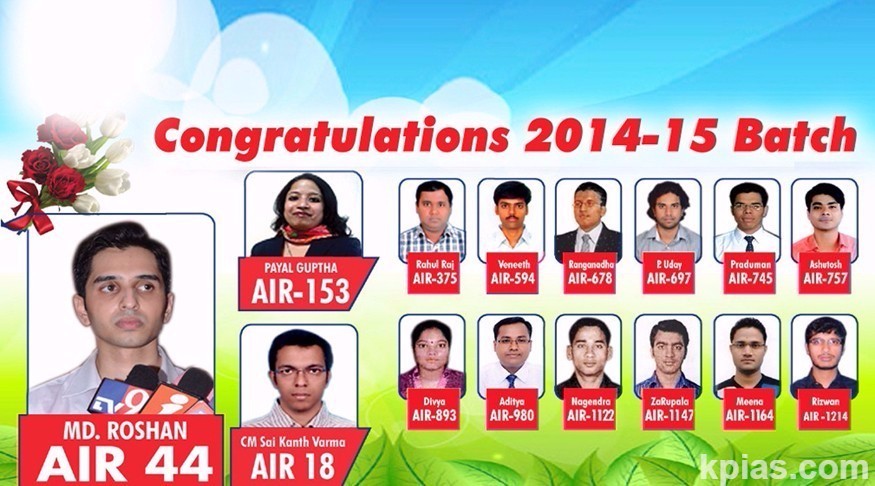 Congratulations 2014-15 Batch
PAYAL GUPTHA
AIR-153
Rahul Raj
AIR-375
Veneeth
AIR-594
Ranganadha
AIR-678
P. Uday
AIR-697
Praduman
AIR-745
Ashutosh
AIR-757
TV9
MD. ROSHAN
AIR 44
CM Sai Kanth Varma
AIR 18
Divya
AIR-893
Aditya
AIR-980
Nagendra
AIR-1122
ZaRupala
AIR-1147
Meena
AIR-1164
Rizwan
AIR -1214
kpias.com